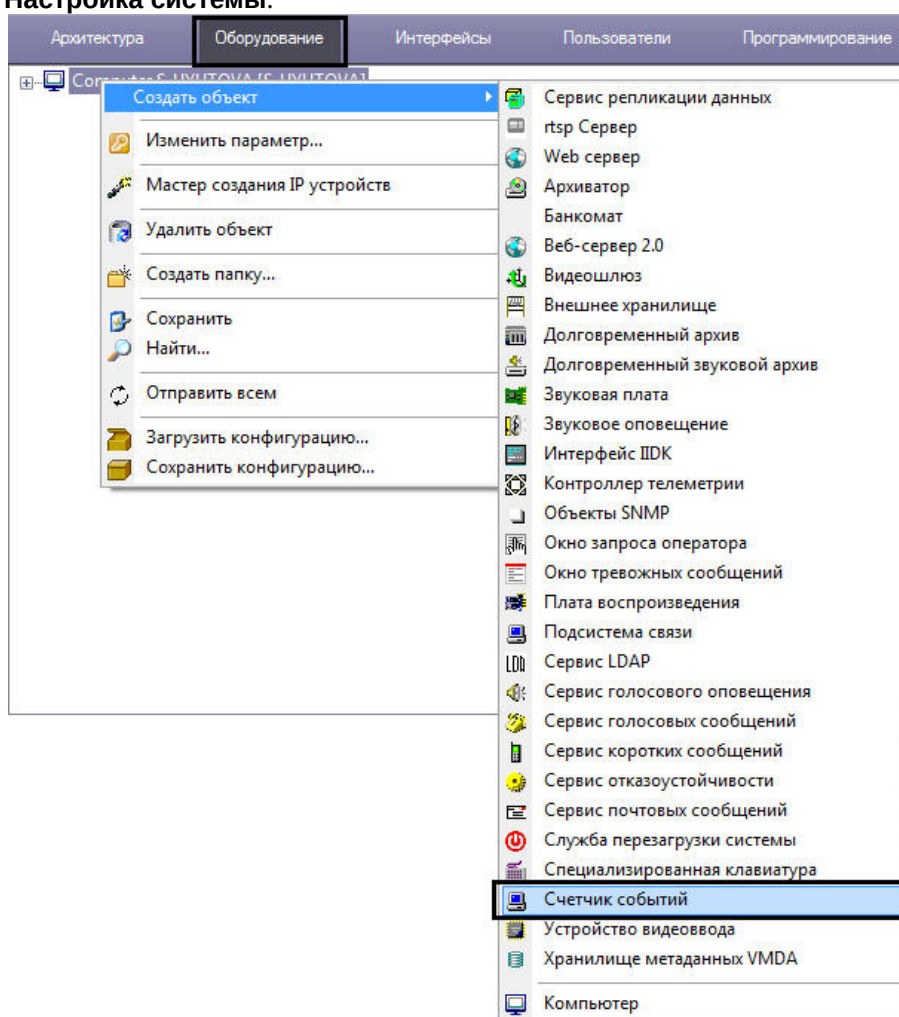 Настройка системы.
Архитектура Оборудование Интерфейсы Пользователи Программирование
Computer S-UYUTOVA [S-UYUTOVA]
Создать объект
Изменить параметр...
Мастер создания IP устройств
Удалить объект
Создать папку...
Сохранить
Найти...
Отправить всем
Загрузить конфигурацию...
Сохранить конфигурацию...
Сервис репликации данных
rtsp Сервер
Web сервер
Архиватор
Банкомат
Веб-сервер 2.0
Видеошлюз
Внешнее хранилище
Долговременный архив
Долговременный звуковой архив
Звуковая плата
Звуковое оповещение
Интерфейс IIDK
Контроллер телеметрии
Объекты SNMP
Окно запроса оператора
Окно тревожных сообщений
Плата воспроизведения
Подсистема связи
Сервис LDAP
Сервис голосового оповещения
Сервис голосовых сообщений
Сервис коротких сообщений
Сервис отказоустойчивости
Сервис почтовых сообщений
Служба перезагрузки системы
Специализированная клавиатура
Счетчик событий
Устройство видеоввода
Хранилище метаданных VMDA
Компьютер